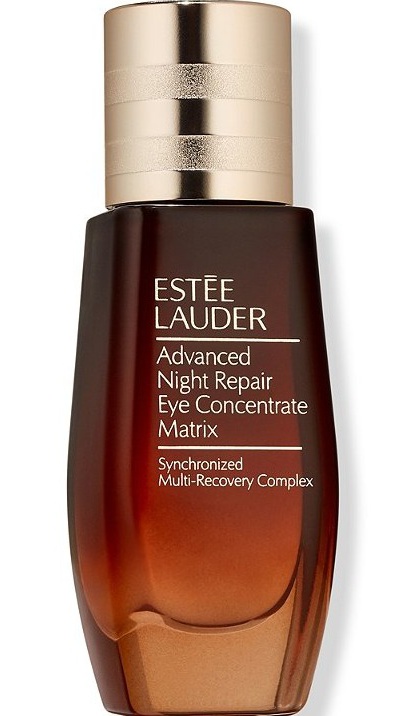 ESTĒE
LAUDER
Advanced
Night Repair
Eye Concentrate
Matrix
Synchronized
Multi-Recovery Complex